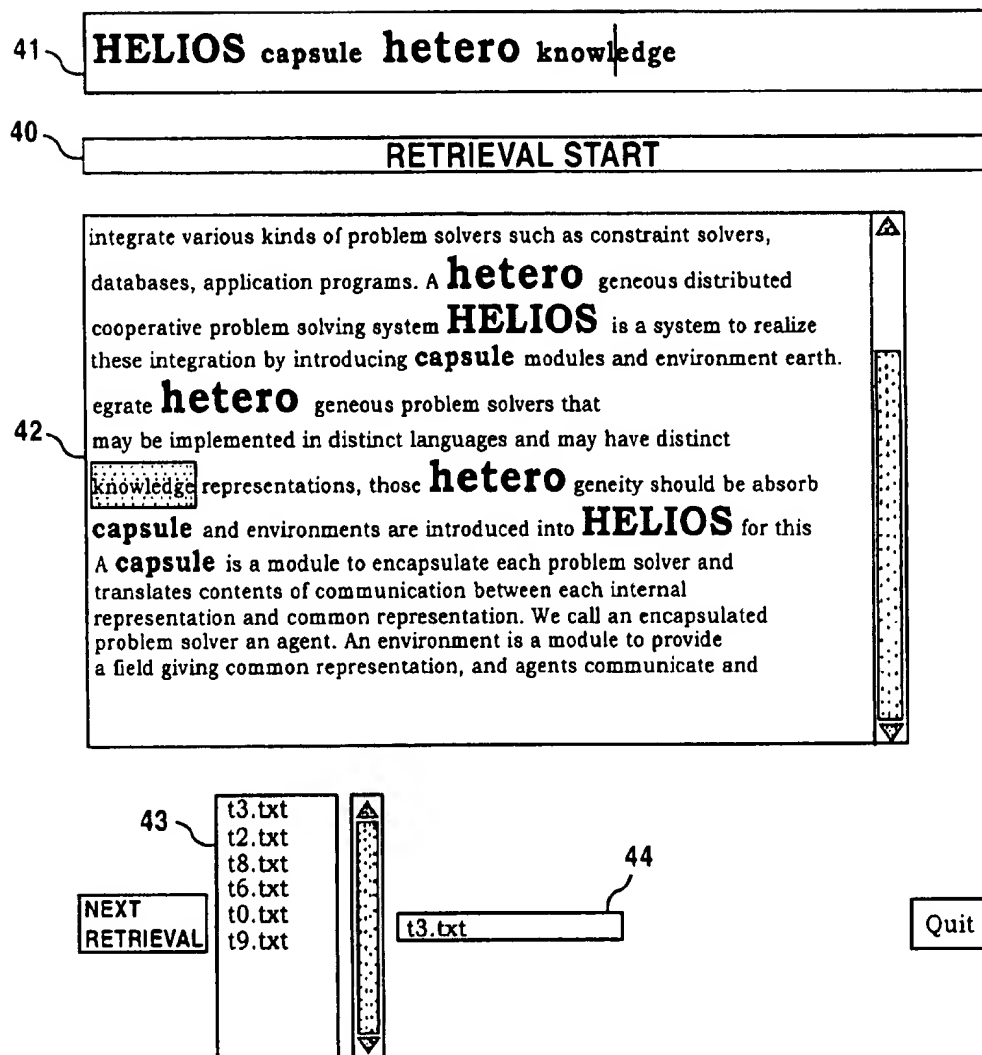 41
HELIOS capsule hetero knowledge
40
RETRIEVAL START
integrate various kinds of problem solvers such as constraint solvers,
databases, application programs. A hetero geneous distributed
cooperative problem solving system HELIOS is a system to realize
these integration by introducing capsule modules and environment earth.
egrate hetero geneous problem solvers that
42
may be implemented in distinct languages and may have distinct
knowledge representations, those hetero geneity should be absorb
capsule and environments are introduced into HELIOS for this
A capsule is a module to encapsulate each problem solver and
translates contents of communication between each internal
representation and common representation. We call an encapsulated
problem solver an agent. An environment is a module to provide
a field giving common representation, and agents communicate and
43
t3.txt
t2.txt
t8.txt
t6.txt
t0.txt
t9.txt
NEXT
RETRIEVAL
44
t3.txt
Quit